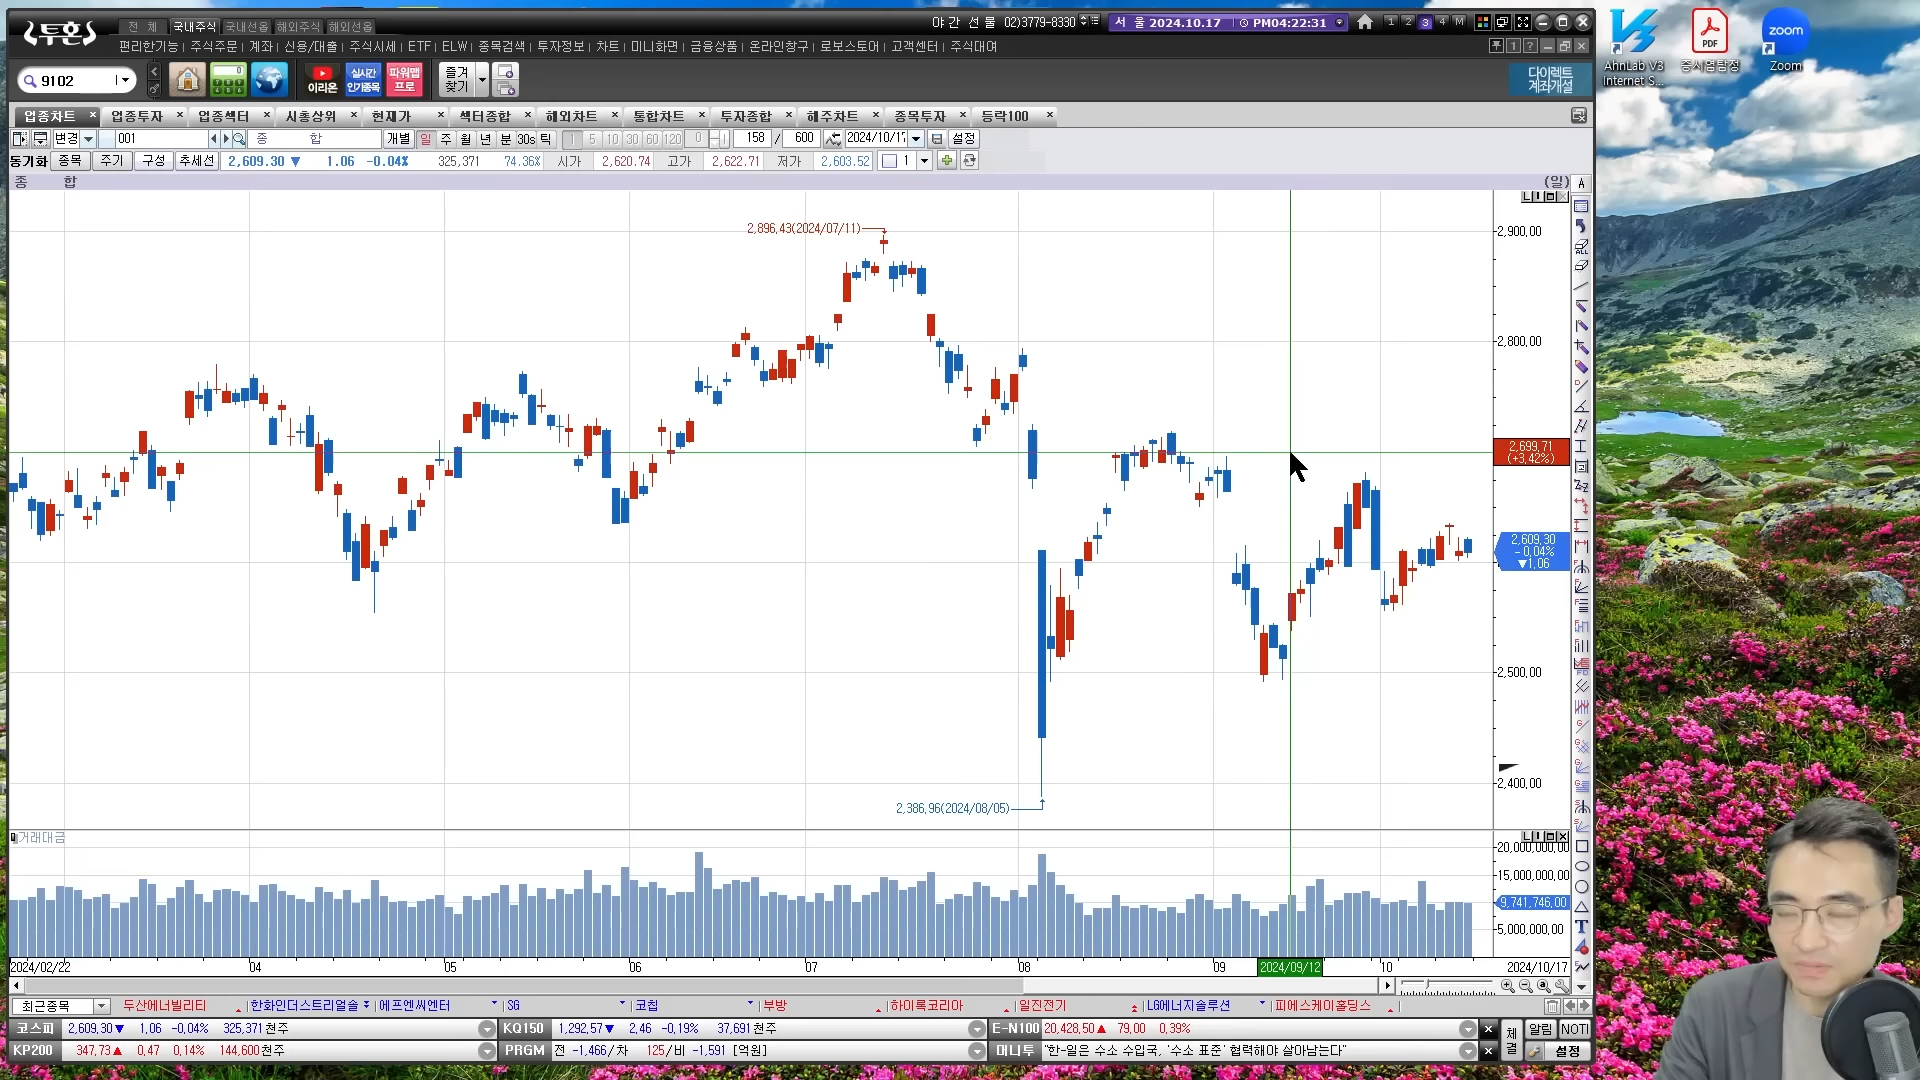 투혼
전 체 국내주식 국내선옵 해외주식 해외선옵
야 간 선 물 02)3779-8330
서 울 2024.10.17 PM04:22:31
1 2 3 4 M
편리한기능 주식주문 계좌 신용/대출 주식시세 ETF ELW 종목검색 투자정보 차트 미니화면 금융상품 온라인창구 로보스토어 고객센터 주식대여
9102
이리온
실시간 인기종목
파워맵 프로
즐겨 찾기
다이렉트 계좌개설
업종차트 × 업종투자 × 업종섹터 × 시총상위 × 현재가 × 섹터종합 × 해외차트 × 통합차트 × 투자종합 × 해주차트 × 종목투자 × 등락100 ×
변경 001 종 합 개별 일 주 월 년 분 30s 틱 1 5 10 30 60 120 0 158 / 600 2024/10/17 설정
동기화 종목 주기 구성 추세선 2,609.30 ▼ 1.06 -0.04% 325,371 74.36% 시가 2,620.74 고가 2,622.71 저가 2,603.52 1
종 합 (일)
2,896.43(2024/07/11)
2,900.00
2,800.00
2,699.71
(+3.42%)
2,609.30
-0.04%
▼1.06
2,500.00
2,400.00
2,386.96(2024/08/05)
거래대금
20,000,000.00
15,000,000.00
9,741,746.00
5,000,000.00
2024/02/22 04 05 06 07 08 09 2024/09/12 10 2024/10/17
최근종목 두산에너빌리티 한화인더스트리얼솔 에프엔씨엔터 SG 코칩 부방 하이록코리아 일진전기 LG에너지솔루션 피에스케이홀딩스
코스피 2,609.30▼ 1.06 -0.04% 325,371천주 KQ150 1,292.57▼ 2.46 -0.19% 37,691천주 E-N100 20,428.50▲ 79.00 0.39% 체결 알림 NOTI
KP200 347.73▲ 0.47 0.14% 144,600천주 PRGM 전 -1,466/차 125/비 -1,591 [억원] 머니투 "한-일은 수소 수입국, '수소 표준' 협력해야 살아남는다" 설정
AhnLab V3
Internet S...
PDF
zoom
Zoom